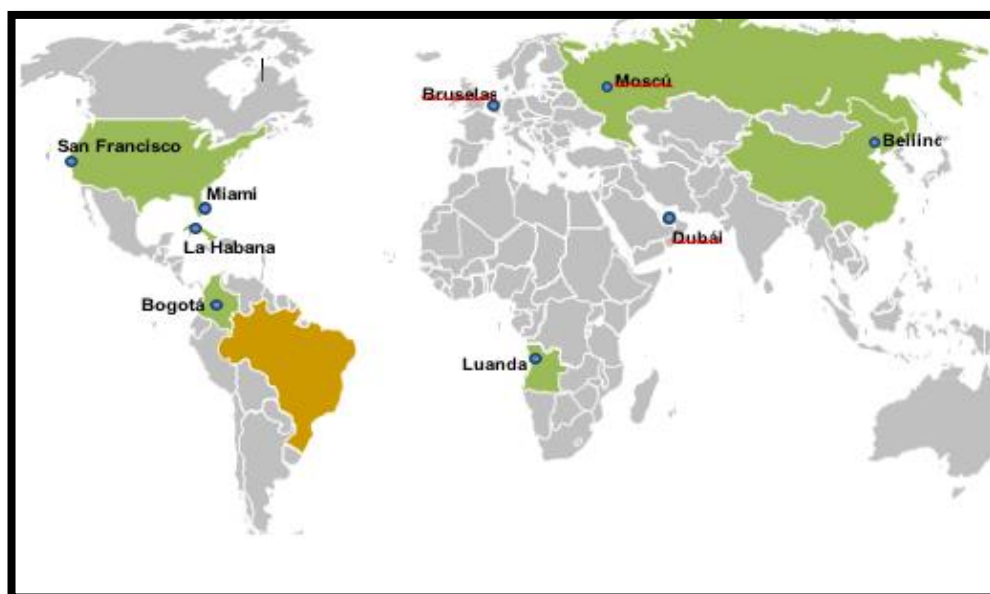 Moscú
Bruselas
San Francisco
Miami
La Habana
Dubái
Bogotá
Luanda